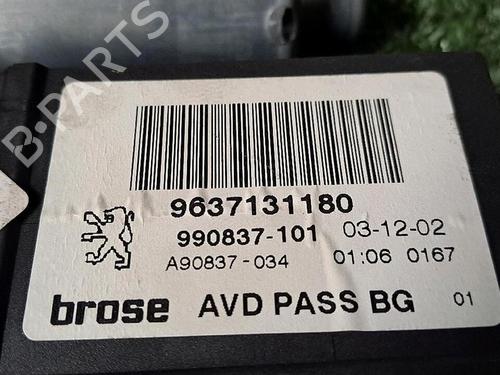 B-PARTS
9637131180
990837-101 03-12-02
A90837-034 01:06 0167
brose AVD PASS BG 01